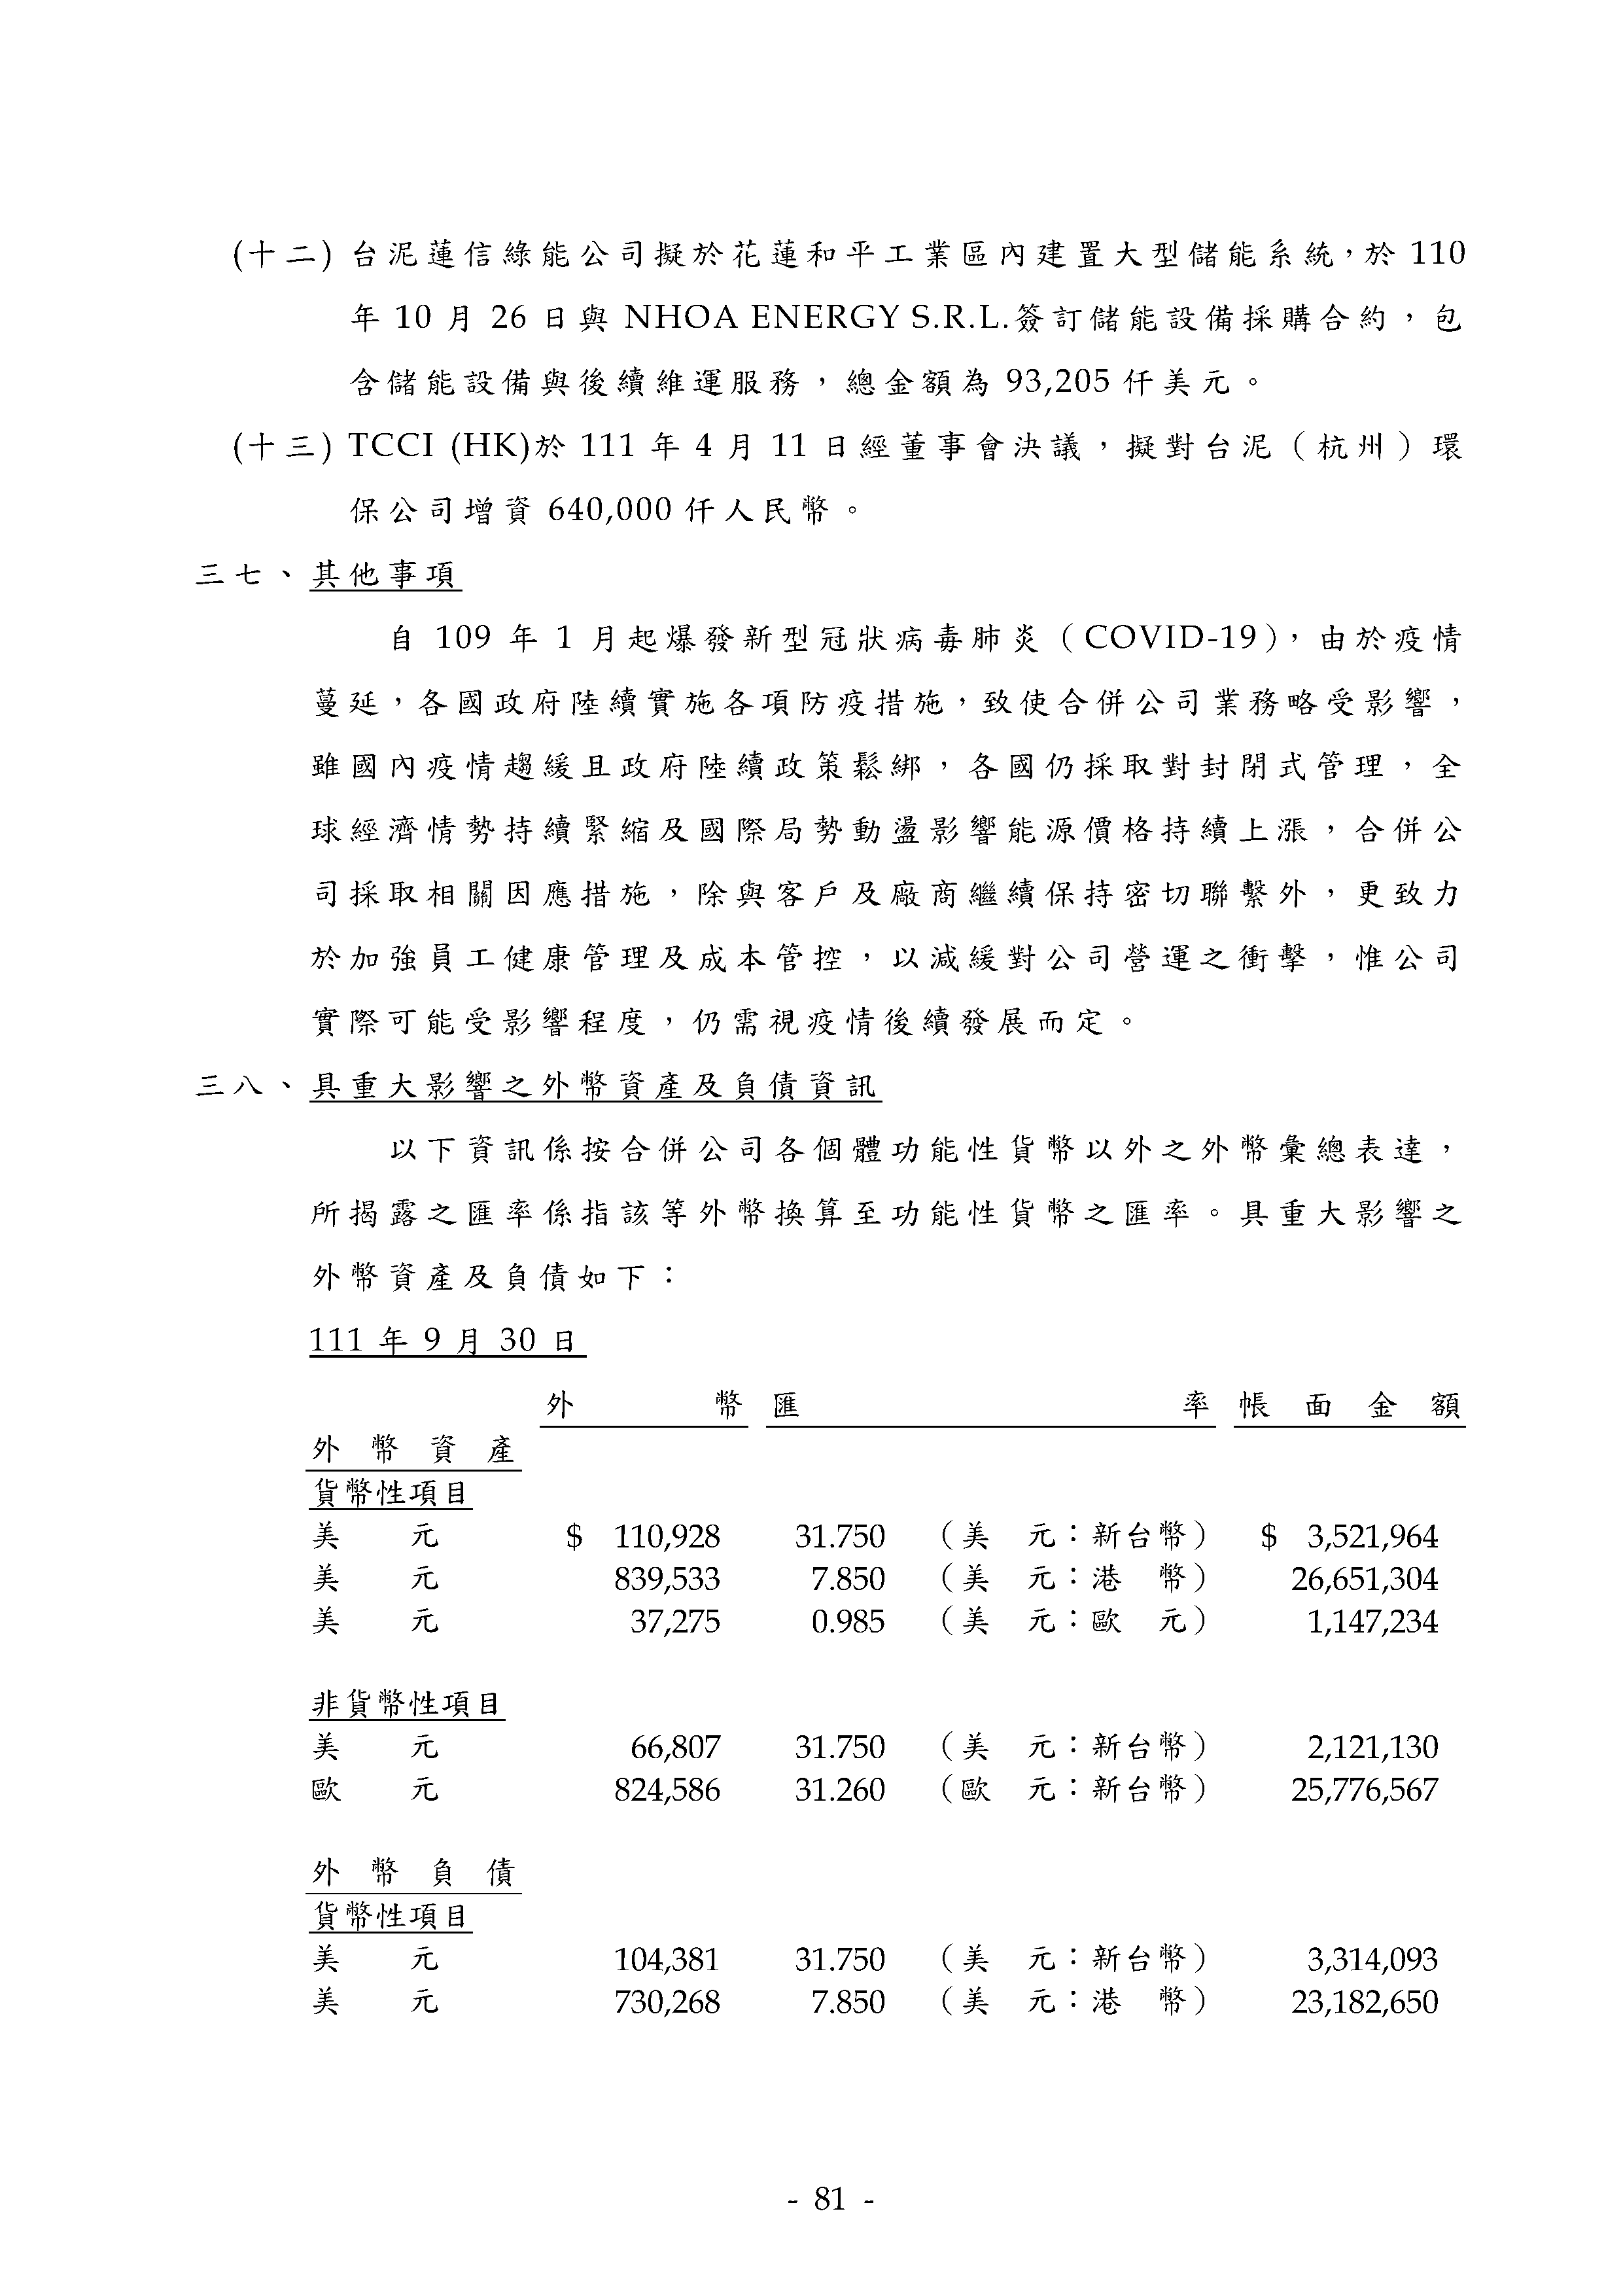 (十二) 台泥蓮信綠能公司擬於花蓮和平工業區內建置大型儲能系統，於 110
年 10 月 26 日與 NHOA ENERGY S.R.L.簽訂儲能設備採購合約，包
含儲能設備與後續維運服務，總金額為 93,205 仟美元。
(十三) TCCI (HK)於 111 年 4 月 11 日經董事會決議，擬對台泥（杭州）環
保公司增資 640,000 仟人民幣。
三七、其他事項
自 109 年 1 月起爆發新型冠狀病毒肺炎（COVID-19），由於疫情
蔓延，各國政府陸續實施各項防疫措施，致使合併公司業務略受影響，
雖國內疫情趨緩且政府陸續政策鬆綁，各國仍採取對封閉式管理，全
球經濟情勢持續緊縮及國際局勢動盪影響能源價格持續上漲，合併公
司採取相關因應措施，除與客戶及廠商繼續保持密切聯繫外，更致力
於加強員工健康管理及成本管控，以減緩對公司營運之衝擊，惟公司
實際可能受影響程度，仍需視疫情後續發展而定。
三八、具重大影響之外幣資產及負債資訊
以下資訊係按合併公司各個體功能性貨幣以外之外幣彙總表達，
所揭露之匯率係指該等外幣換算至功能性貨幣之匯率。具重大影響之
外幣資產及負債如下：
111 年 9 月 30 日
外幣 匯率 帳面金額
外幣資產
貨幣性項目
美元 $ 110,928 31.750 （美元：新台幣） $ 3,521,964
美元 839,533 7.850 （美元：港幣） 26,651,304
美元 37,275 0.985 （美元：歐元） 1,147,234
非貨幣性項目
美元 66,807 31.750 （美元：新台幣） 2,121,130
歐元 824,586 31.260 （歐元：新台幣） 25,776,567
外幣負債
貨幣性項目
美元 104,381 31.750 （美元：新台幣） 3,314,093
美元 730,268 7.850 （美元：港幣） 23,182,650
- 81 -